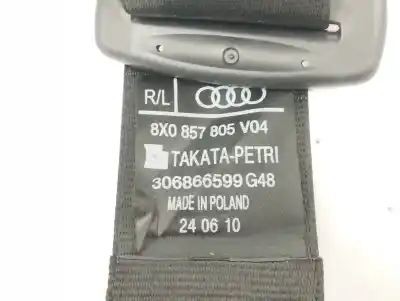 R/L
8X0 857 805 V04
TAKATA-PETRI
306866599 G48
MADE IN POLAND
24 06 10